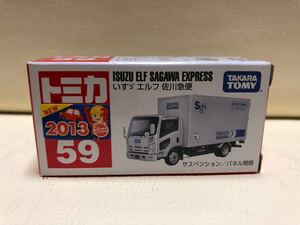 トミカ
ISUZU ELF SAGAWA EXPRESS
いすゞ エルフ 佐川急便
TAKARA
TOMY
NEW
2013
59
サスペンション/パネル開閉